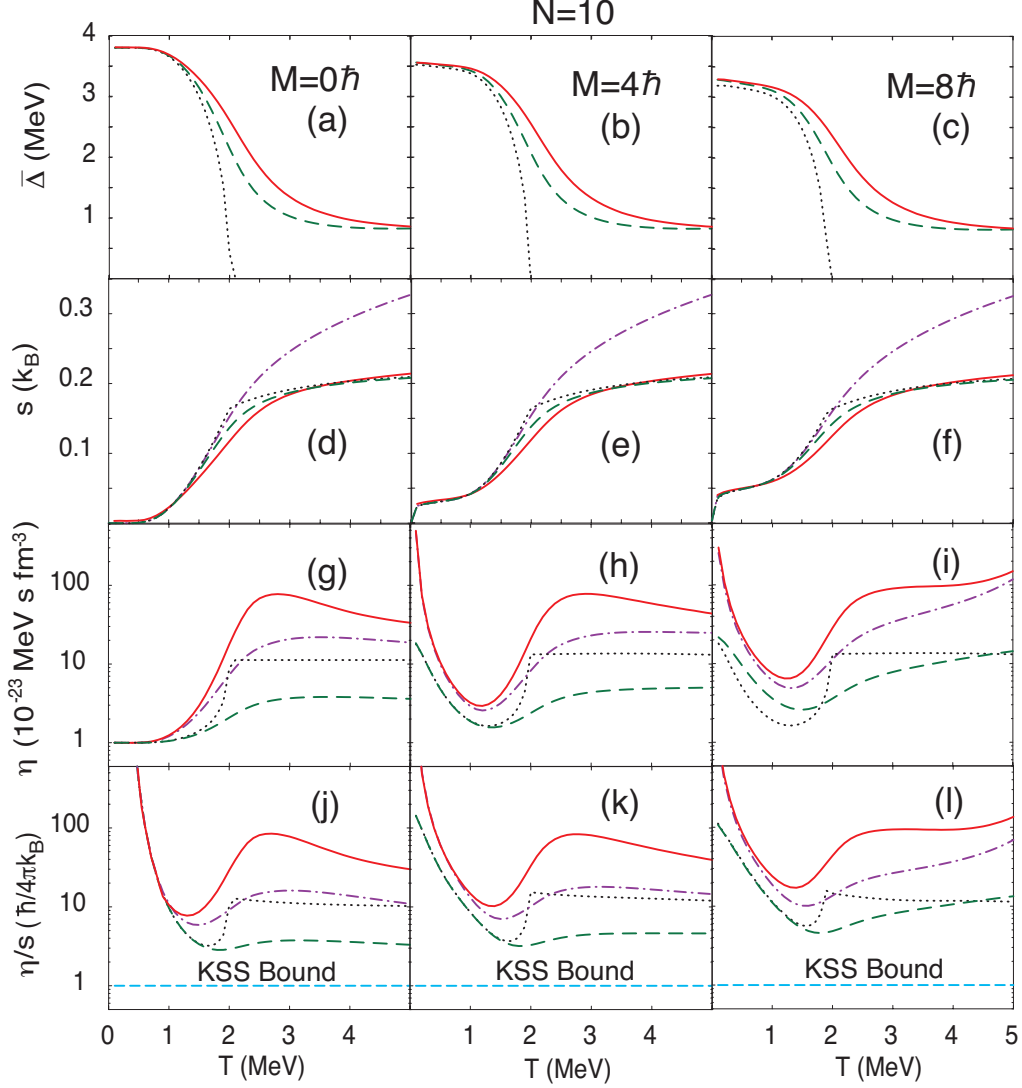 N=10
4
3
2
1
Δ̅ (MeV)
M=0ℏ
(a)
M=4ℏ
(b)
M=8ℏ
(c)
0.3
0.2
0.1
s (k_B)
(d)
(e)
(f)
100
10
1
η (10⁻²³ MeV s fm⁻³)
(g)
(h)
(i)
100
10
1
η/s (ℏ/4πk_B)
(j)
(k)
(l)
KSS Bound
KSS Bound
KSS Bound
0 1 2 3 4 1 2 3 4 1 2 3 4 5
T (MeV)
T (MeV)
T (MeV)